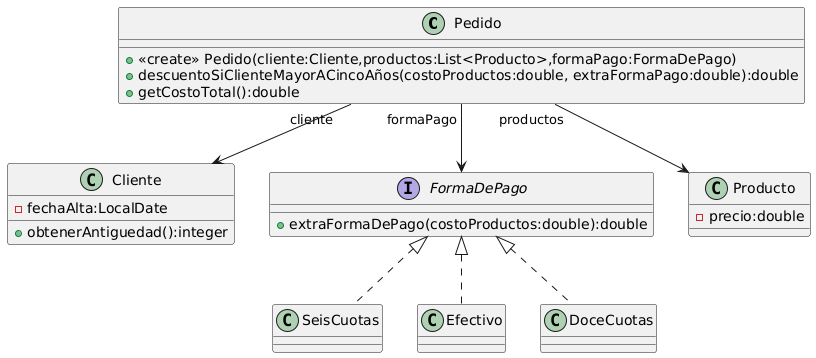 C Pedido
«create» Pedido(cliente:Cliente,productos:List<Producto>,formaPago:FormaDePago)
descuentoSiClienteMayorACincoAños(costoProductos:double, extraFormaPago:double):double
getCostoTotal():double
cliente
formaPago
productos
C Cliente
fechaAlta:LocalDate
obtenerAntiguedad():integer
I FormaDePago
extraFormaDePago(costoProductos:double):double
C Producto
precio:double
C SeisCuotas
C Efectivo
C DoceCuotas